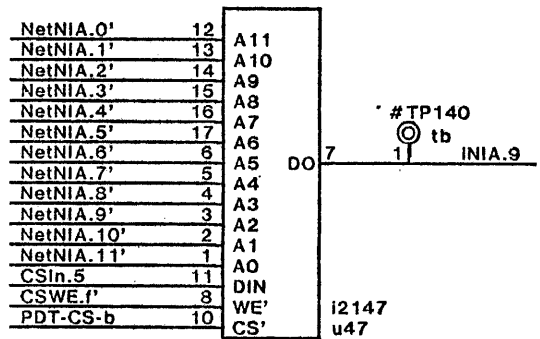 NetNIA.0' 12 A11
NetNIA.1' 13 A10
NetNIA.2' 14 A9
NetNIA.3' 15 A8
NetNIA.4' 16 A7
NetNIA.5' 17 A6
NetNIA.6' 6 A5 DO 7 1 INIA.9
NetNIA.7' 5 A4
NetNIA.8' 4 A3
NetNIA.9' 3 A2
NetNIA.10' 2 A1
NetNIA.11' 1 A0
CSIn.5 11 DIN
CSWE.f' 8 WE' i2147
PDT-CS-b 10 CS' u47
#TP140
tb